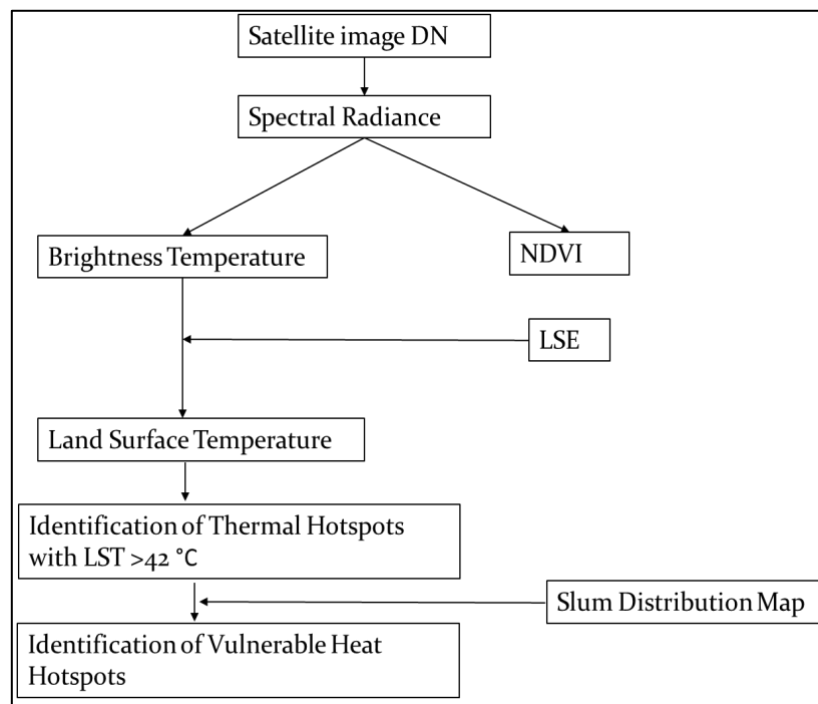 Satellite image DN
Spectral Radiance
Brightness Temperature
NDVI
LSE
Land Surface Temperature
Identification of Thermal Hotspots
with LST >42 °C
Slum Distribution Map
Identification of Vulnerable Heat
Hotspots